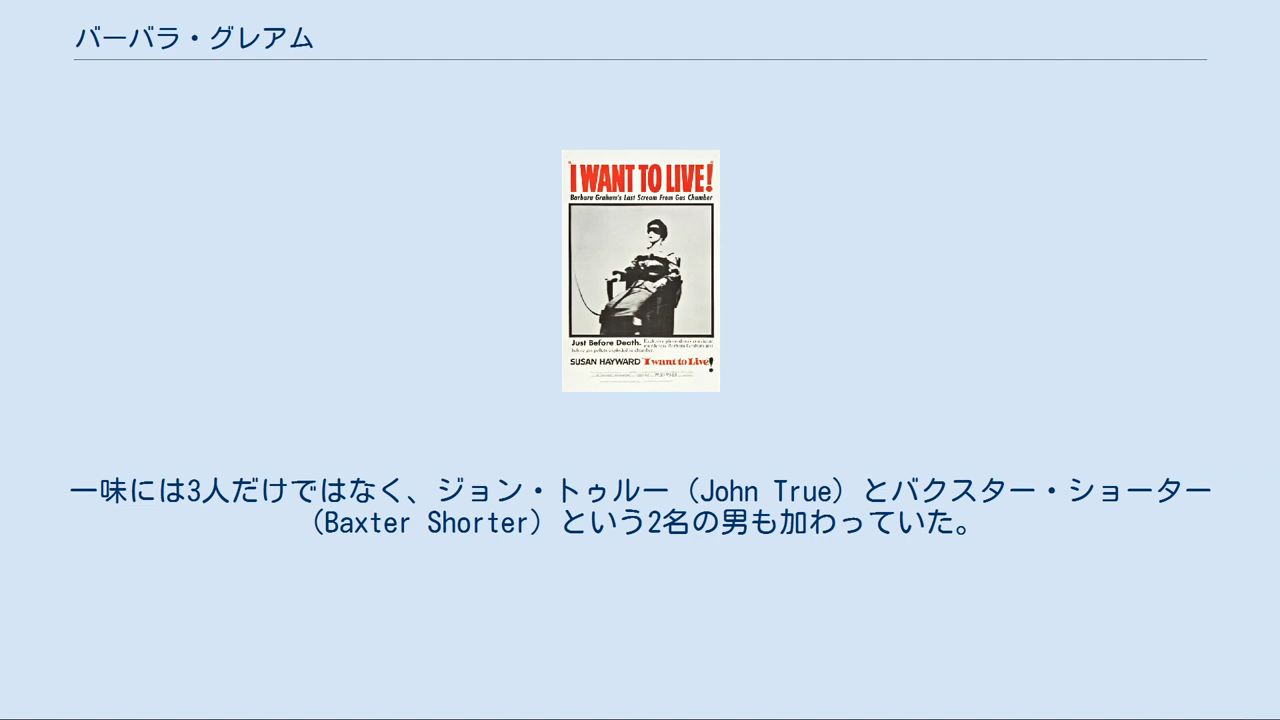 バーバラ・グレアム
"I WANT TO LIVE!"
Barbara Graham's Last Scream From Gas Chamber
Just Before Death.
SUSAN HAYWARD "I want to Live!"
一味には3人だけではなく、ジョン・トゥルー（John True）とバクスター・ショーター
（Baxter Shorter）という2名の男も加わっていた。